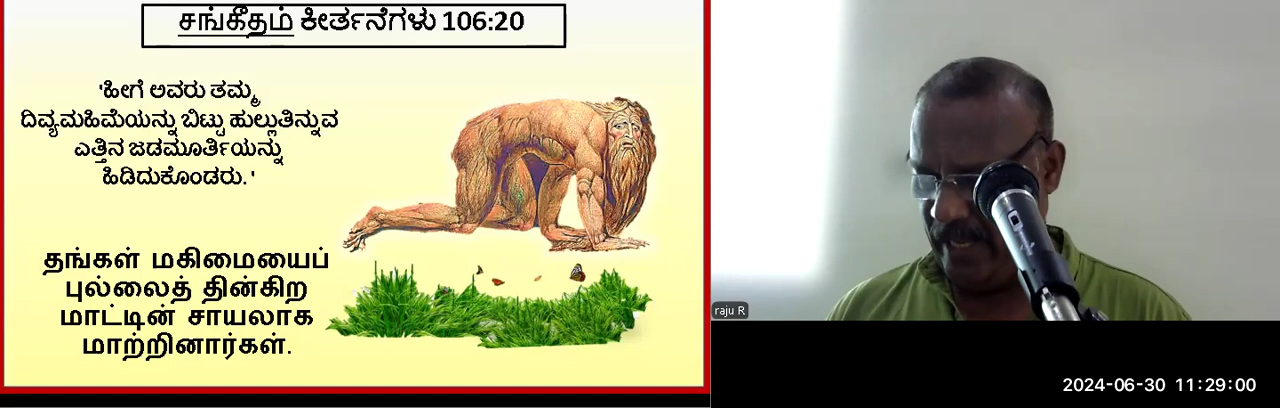 சங்கீதம் ಕೀರ್ತನೆಗಳು 106:20
'ಹೀಗೆ ಅವರು ತಮ್ಮ
ದಿವ್ಯಮಹಿಮೆಯನ್ನು ಬಿಟ್ಟು ಹುಲ್ಲುತಿನ್ನುವ
ಎತ್ತಿನ ಜಡಮೂರ್ತಿಯನ್ನು
ಹಿಡಿದುಕೊಂಡರು.'
தங்கள் மகிமையைப்
புல்லைத் தின்கிற
மாட்டின் சாயலாக
மாற்றினார்கள்.
raju R
2024-06-30 11:29:00